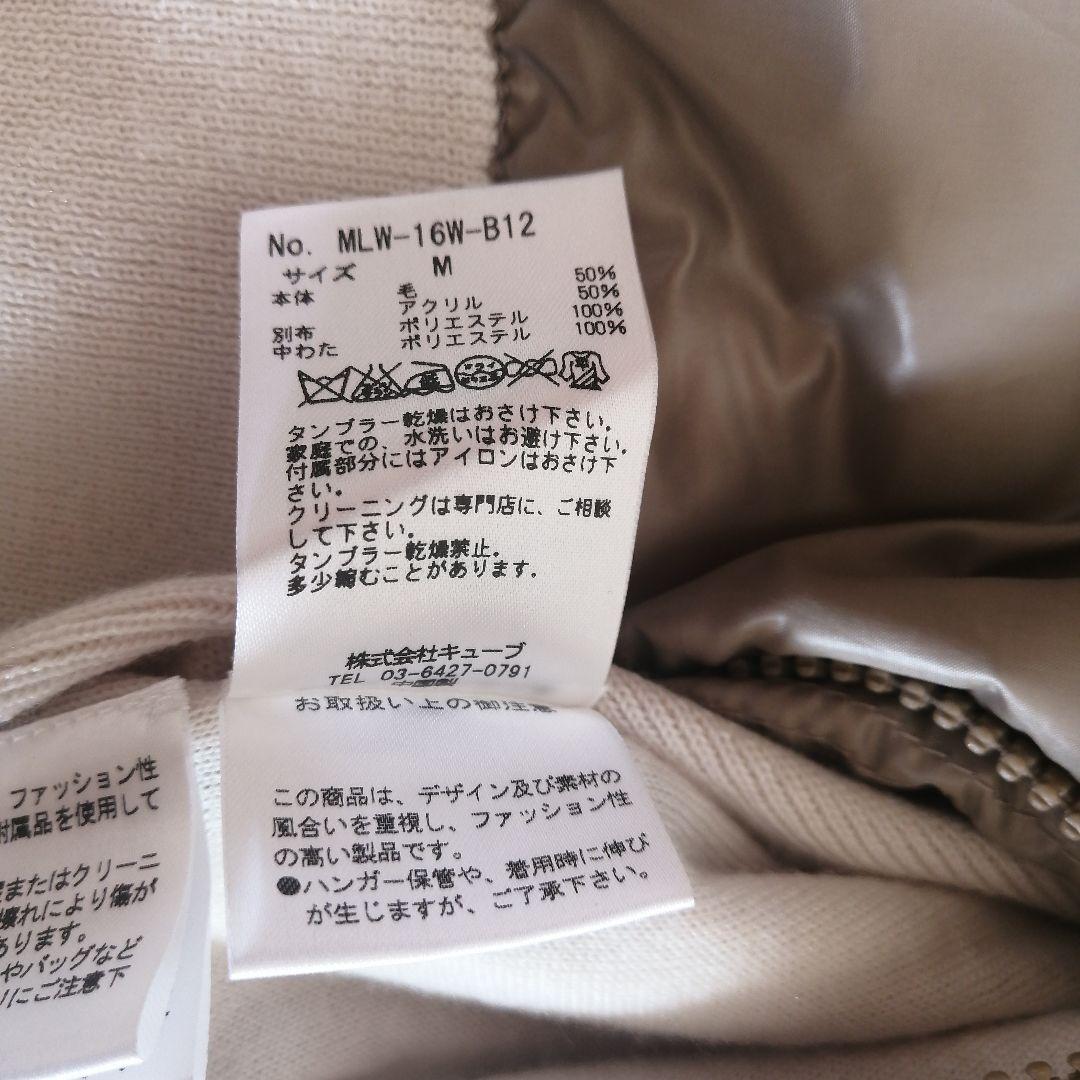 No. MLW-16W-B12
サイズ M
本体 毛 50%
アクリル 50%
別布 ポリエステル 100%
中わた ポリエステル 100%
タンブラー乾燥はおさけ下さい。
家庭での、水洗いはお避け下さい。
付属部分にはアイロンはおさけ下
さい。
クリーニングは専門店に、ご相談
して下さい。
タンブラー乾燥禁止。
多少縮むことがあります。
株式会社キューブ
TEL 03-6427-0791
中国製
お取扱い上の御注意
この商品は、デザイン及び素材の
風合いを重視し、ファッション性
の高い製品です。
●ハンガー保管や、着用時に伸び
が生じますが、ご了承下さい。
ファッション性
附属品を使用して
またはクリーニ
壊れにより傷が
あります。
やバッグなど
にご注意下